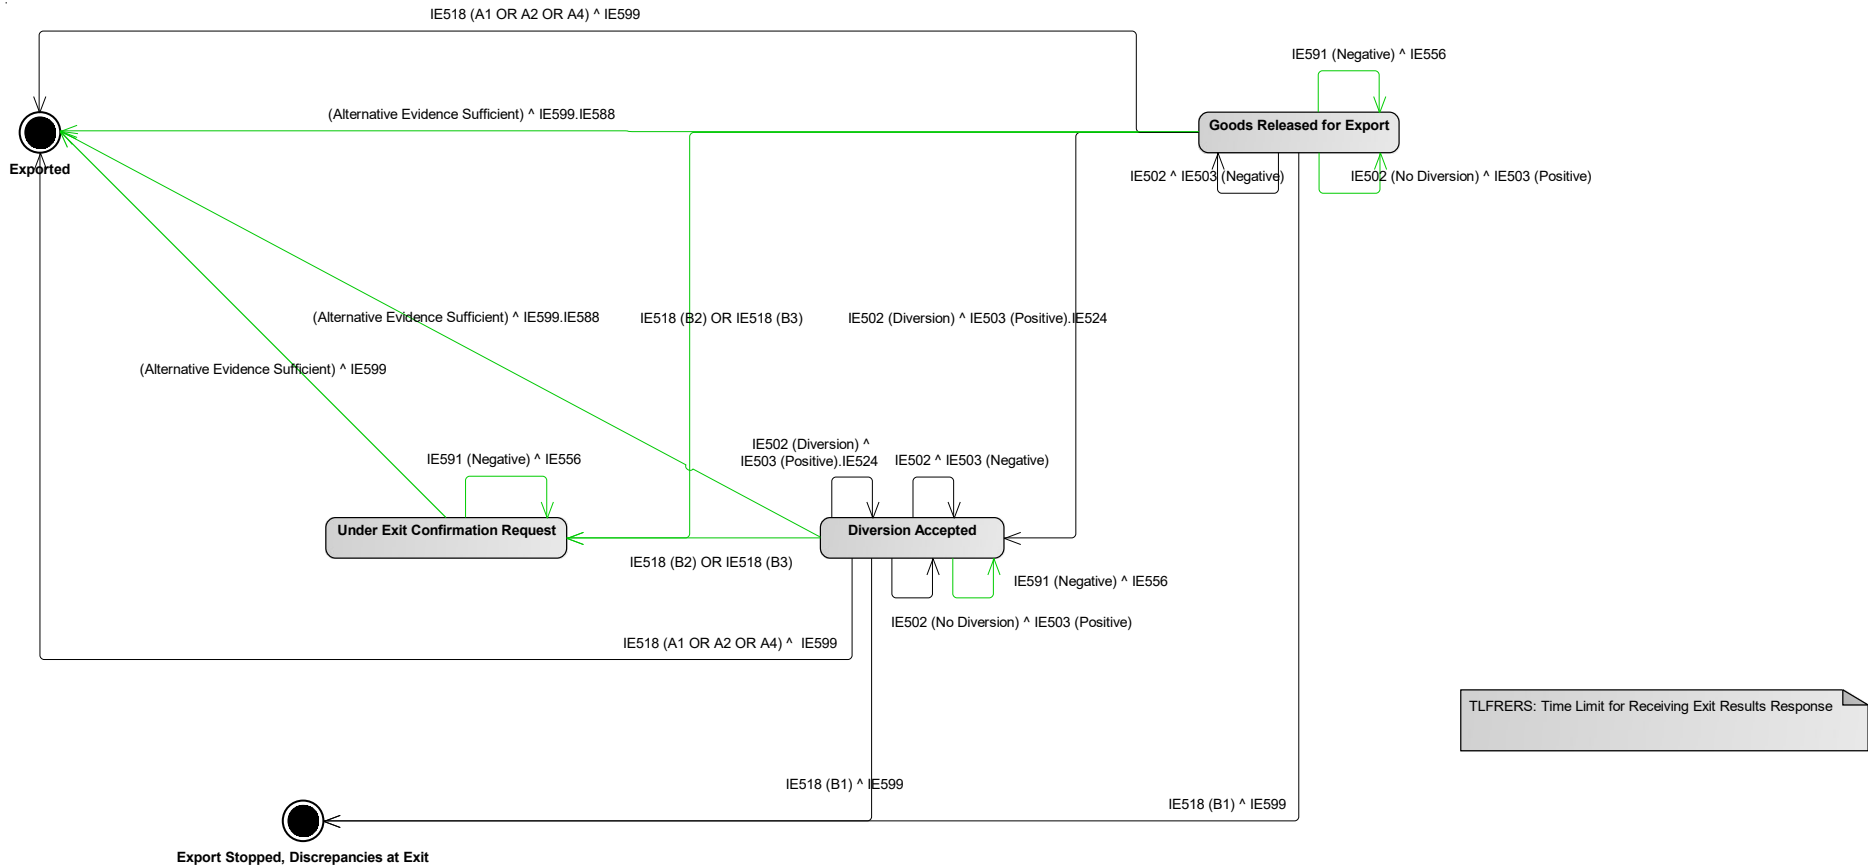 IE518 (A1 OR A2 OR A4) ^ IE599
IE591 (Negative) ^ IE556
(Alternative Evidence Sufficient) ^ IE599.IE588
Goods Released for Export
Exported
IE502 ^ IE503 (Negative)
IE502 (No Diversion) ^ IE503 (Positive)
(Alternative Evidence Sufficient) ^ IE599.IE588
IE518 (B2) OR IE518 (B3)
IE502 (Diversion) ^ IE503 (Positive).IE524
(Alternative Evidence Sufficient) ^ IE599
IE502 (Diversion) ^
IE503 (Positive).IE524
IE502 ^ IE503 (Negative)
IE591 (Negative) ^ IE556
Under Exit Confirmation Request
Diversion Accepted
IE518 (B2) OR IE518 (B3)
IE591 (Negative) ^ IE556
IE502 (No Diversion) ^ IE503 (Positive)
IE518 (A1 OR A2 OR A4) ^  IE599
TLFRERS: Time Limit for Receiving Exit Results Response
IE518 (B1) ^ IE599
IE518 (B1) ^ IE599
Export Stopped, Discrepancies at Exit